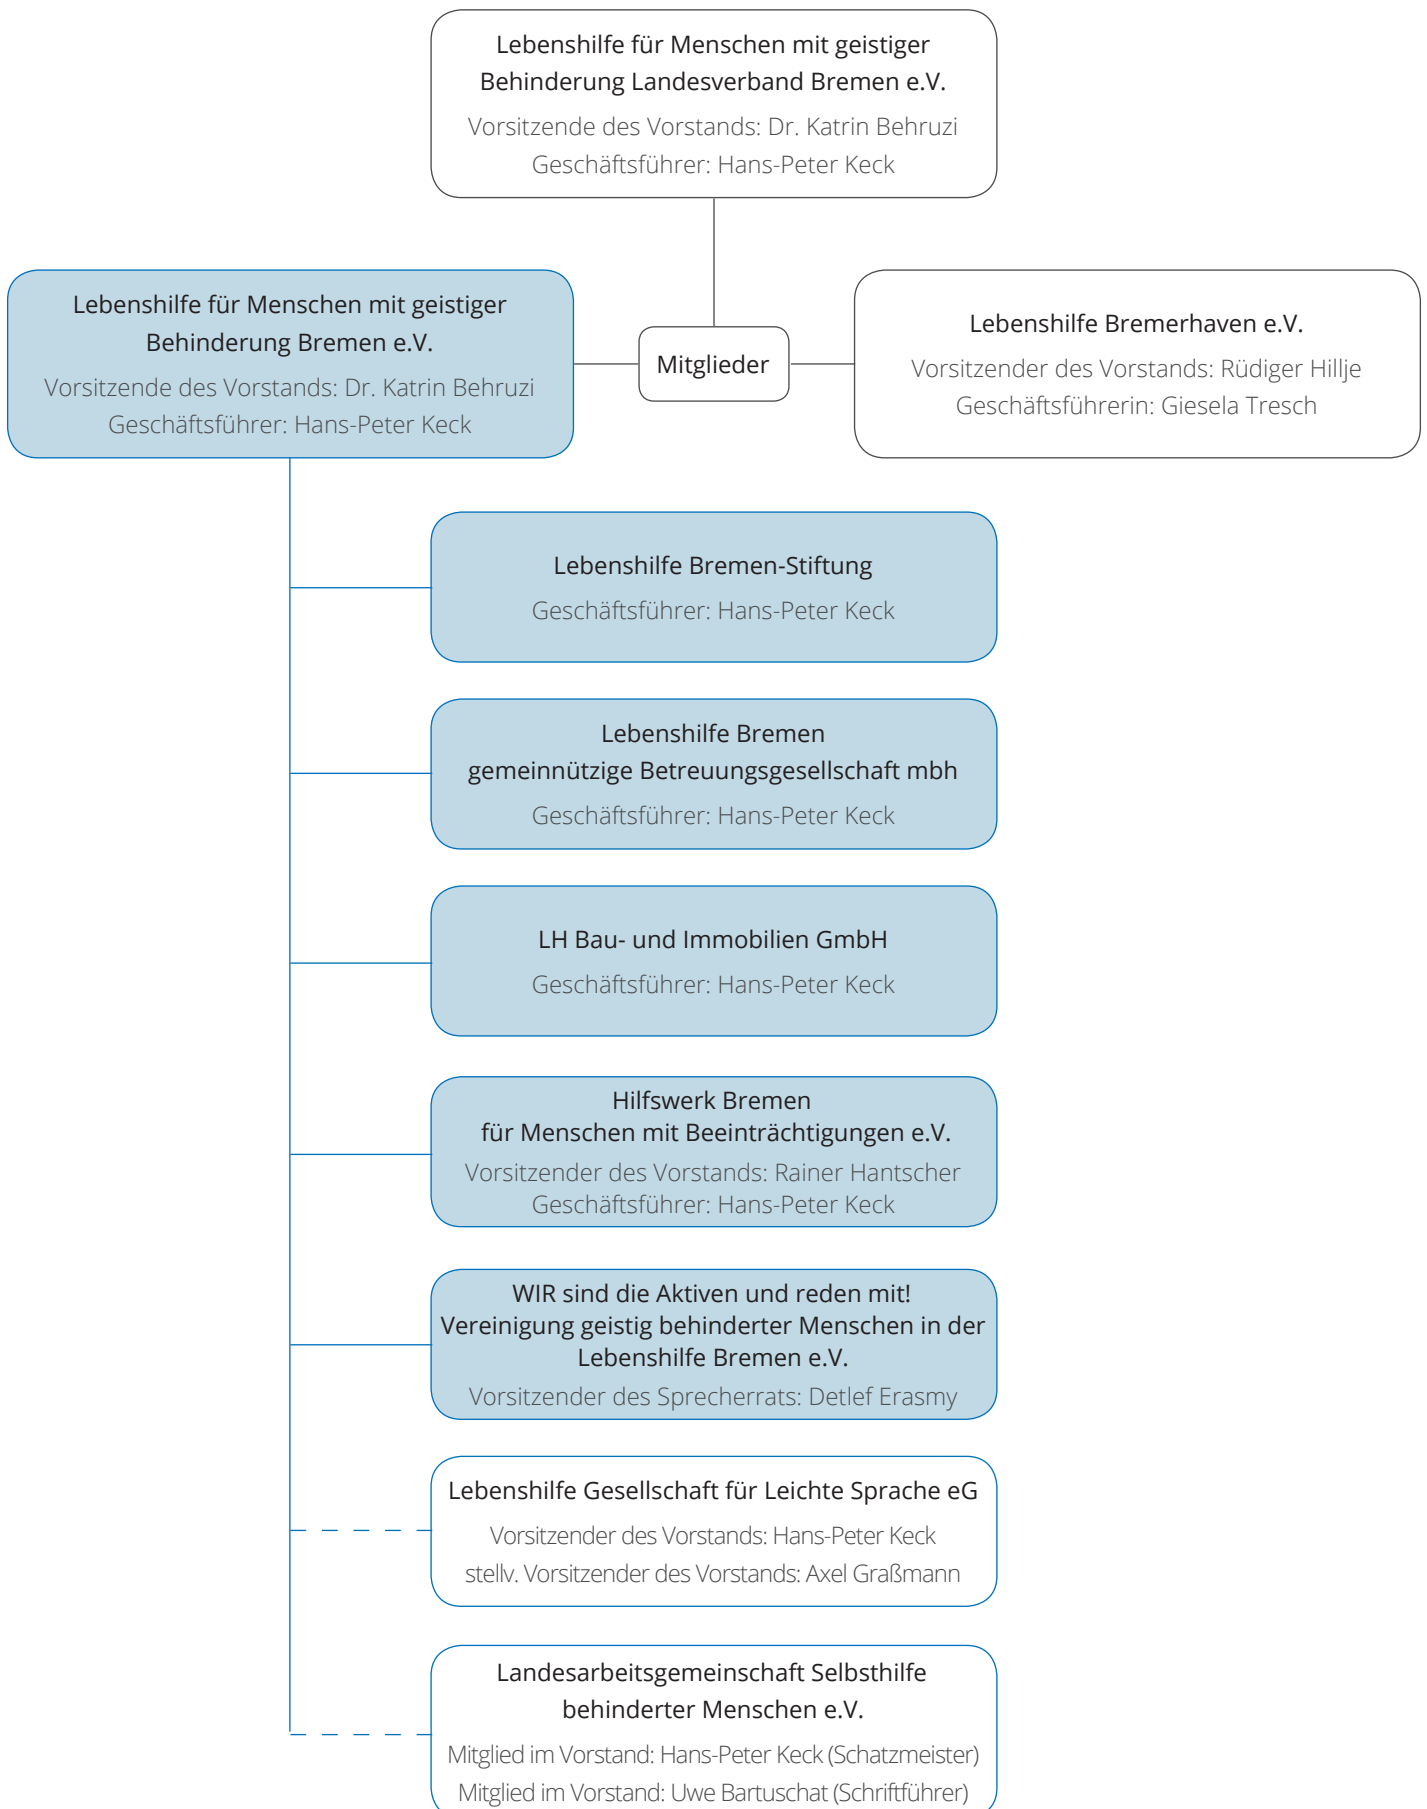 Lebenshilfe für Menschen mit geistiger
Behinderung Landesverband Bremen e.V.
Vorsitzende des Vorstands: Dr. Katrin Behruzi
Geschäftsführer: Hans-Peter Keck
Lebenshilfe für Menschen mit geistiger
Behinderung Bremen e.V.
Vorsitzende des Vorstands: Dr. Katrin Behruzi
Geschäftsführer: Hans-Peter Keck
Mitglieder
Lebenshilfe Bremerhaven e.V.
Vorsitzender des Vorstands: Rüdiger Hillje
Geschäftsführerin: Giesela Tresch
Lebenshilfe Bremen-Stiftung
Geschäftsführer: Hans-Peter Keck
Lebenshilfe Bremen
gemeinnützige Betreuungsgesellschaft mbh
Geschäftsführer: Hans-Peter Keck
LH Bau- und Immobilien GmbH
Geschäftsführer: Hans-Peter Keck
Hilfswerk Bremen
für Menschen mit Beeinträchtigungen e.V.
Vorsitzender des Vorstands: Rainer Hantscher
Geschäftsführer: Hans-Peter Keck
WIR sind die Aktiven und reden mit!
Vereinigung geistig behinderter Menschen in der
Lebenshilfe Bremen e.V.
Vorsitzender des Sprecherrats: Detlef Erasmy
Lebenshilfe Gesellschaft für Leichte Sprache eG
Vorsitzender des Vorstands: Hans-Peter Keck
stellv. Vorsitzender des Vorstands: Axel Graßmann
Landesarbeitsgemeinschaft Selbsthilfe
behinderter Menschen e.V.
Mitglied im Vorstand: Hans-Peter Keck (Schatzmeister)
Mitglied im Vorstand: Uwe Bartuschat (Schriftführer)